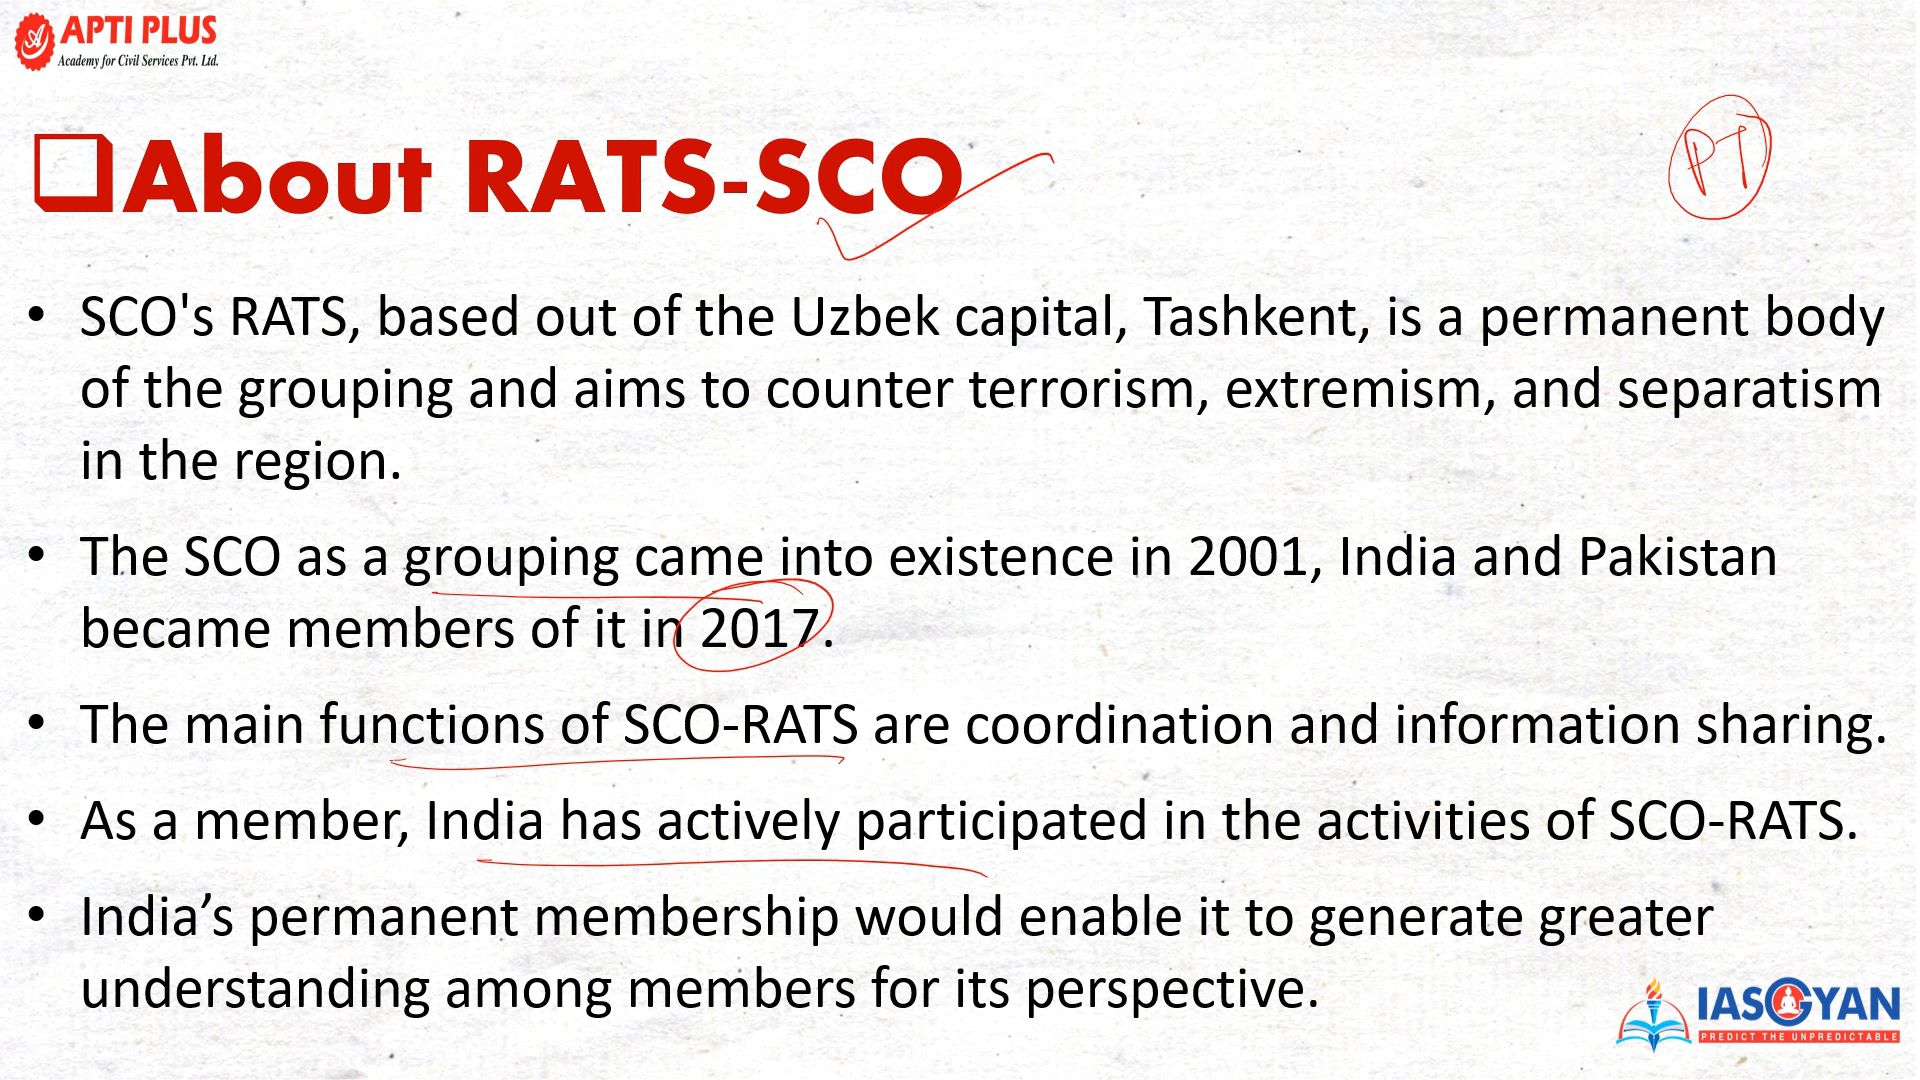 APTI PLUS
Academy for Civil Services Pvt. Ltd.
PT
About RATS-SCO
• SCO's RATS, based out of the Uzbek capital, Tashkent, is a permanent body
of the grouping and aims to counter terrorism, extremism, and separatism
in the region.
• The SCO as a grouping came into existence in 2001, India and Pakistan
became members of it in 2017.
• The main functions of SCO-RATS are coordination and information sharing.
• As a member, India has actively participated in the activities of SCO-RATS.
• India’s permanent membership would enable it to generate greater
understanding among members for its perspective.
IASGYAN
PREDICT THE UNPREDICTABLE